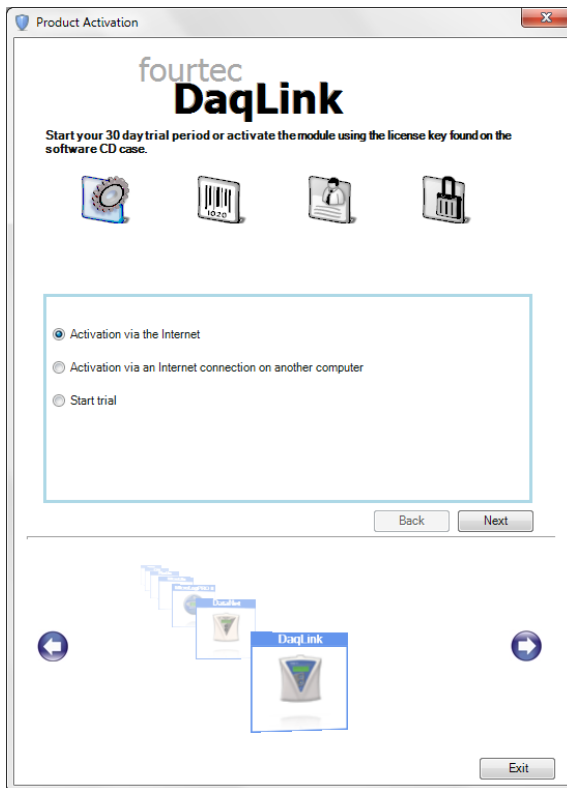 Product Activation
fourtec
DaqLink
Start your 30 day trial period or activate the module using the license key found on the
software CD case.
1020
Activation via the Internet
Activation via an Internet connection on another computer
Start trial
Back
Next
DataNet
DaqLink
Exit